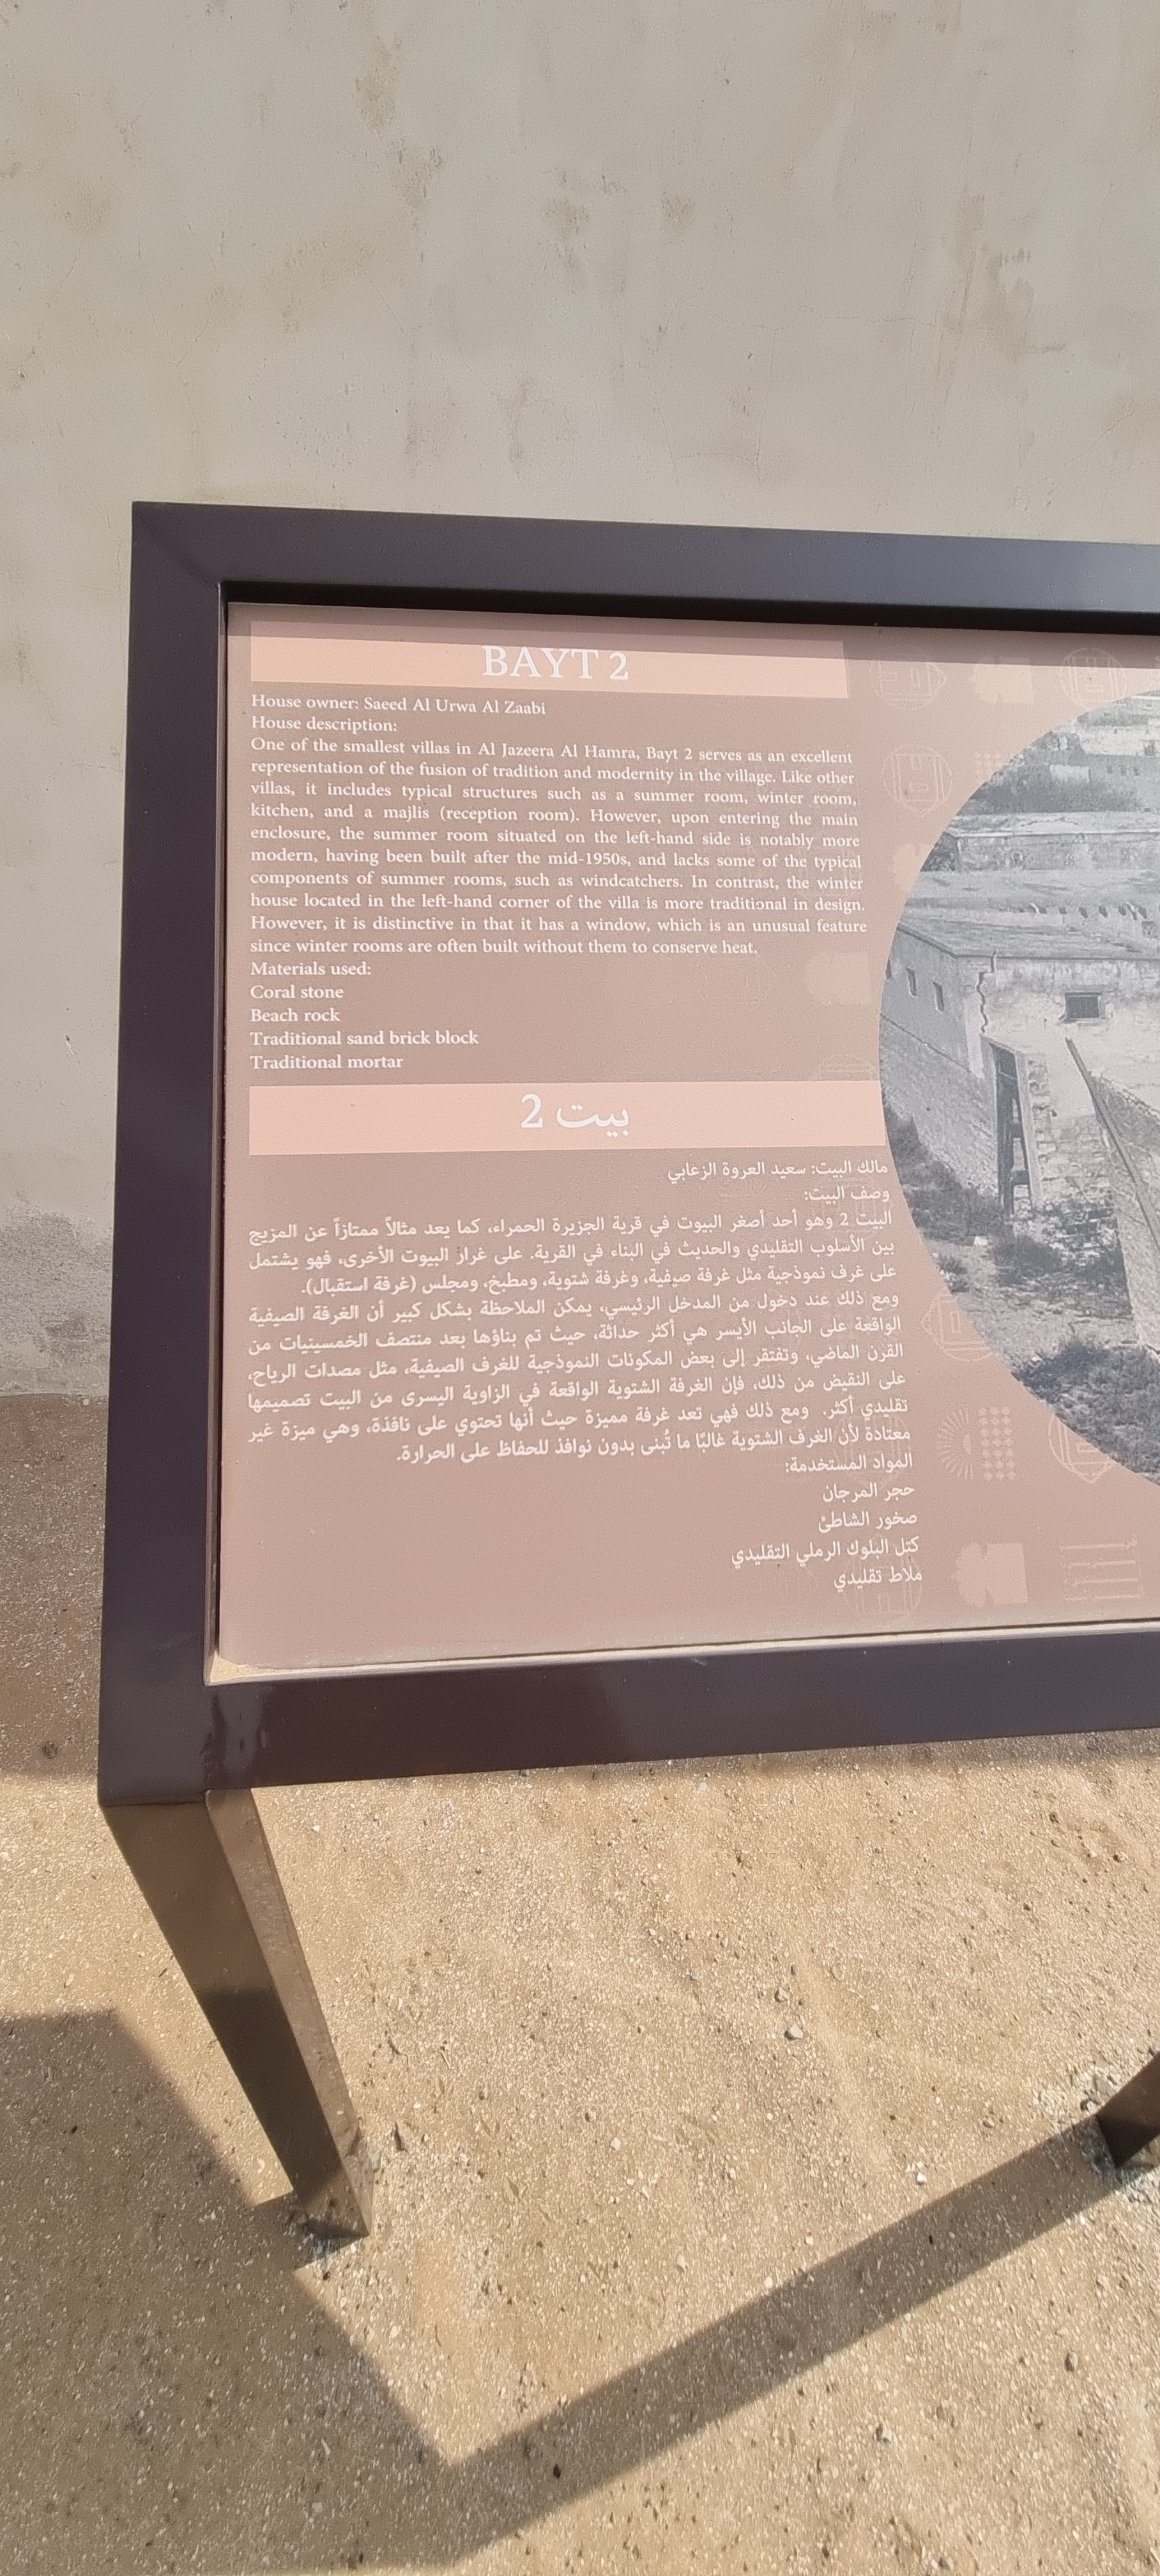 BAYT 2
House owner: Saeed Al Urwa Al Zaabi
House description:
One of the smallest villas in Al Jazeera Al Hamra, Bayt 2 serves as an excellent
representation of the fusion of tradition and modernity in the village. Like other
villas, it includes typical structures such as a summer room, winter room,
kitchen, and a majlis (reception room). However, upon entering the main
enclosure, the summer room situated on the left-hand side is notably more
modern, having been built after the mid-1950s, and lacks some of the typical
components of summer rooms, such as windcatchers. In contrast, the winter
house located in the left-hand corner of the villa is more traditional in design.
However, it is distinctive in that it has a window, which is an unusual feature
since winter rooms are often built without them to conserve heat.
Materials used:
Coral stone
Beach rock
Traditional sand brick block
Traditional mortar
بيت 2
مالك البيت: سعيد العروة الزعابي
وصف البيت:
البيت 2 وهو أحد أصغر البيوت في قرية الجزيرة الحمراء، كما يعد مثالاً ممتازاً عن المزيج
بين الأسلوب التقليدي والحديث في البناء في القرية. على غرار البيوت الأخرى، فهو يشتمل
على غرف نموذجية مثل غرفة صيفية، وغرفة شتوية، ومطبخ، ومجلس (غرفة استقبال).
ومع ذلك عند دخول من المدخل الرئيسي، يمكن الملاحظة بشكل كبير أن الغرفة الصيفية
الواقعة على الجانب الأيسر هي أكثر حداثة، حيث تم بناؤها بعد منتصف الخمسينيات من
القرن الماضي، وتفتقر إلى بعض المكونات النموذجية للغرف الصيفية، مثل مصدات الرياح،
على النقيض من ذلك، فإن الغرفة الشتوية الواقعة في الزاوية اليسرى من البيت تصميمها
تقليدي أكثر. ومع ذلك فهي تعد غرفة مميزة حيث أنها تحتوي على نافذة، وهي ميزة غير
معتادة لأن الغرف الشتوية غالبًا ما تُبنى بدون نوافذ للحفاظ على الحرارة.
المواد المستخدمة:
حجر المرجان
صخور الشاطئ
كتل البلوك الرملي التقليدي
ملاط تقليدي